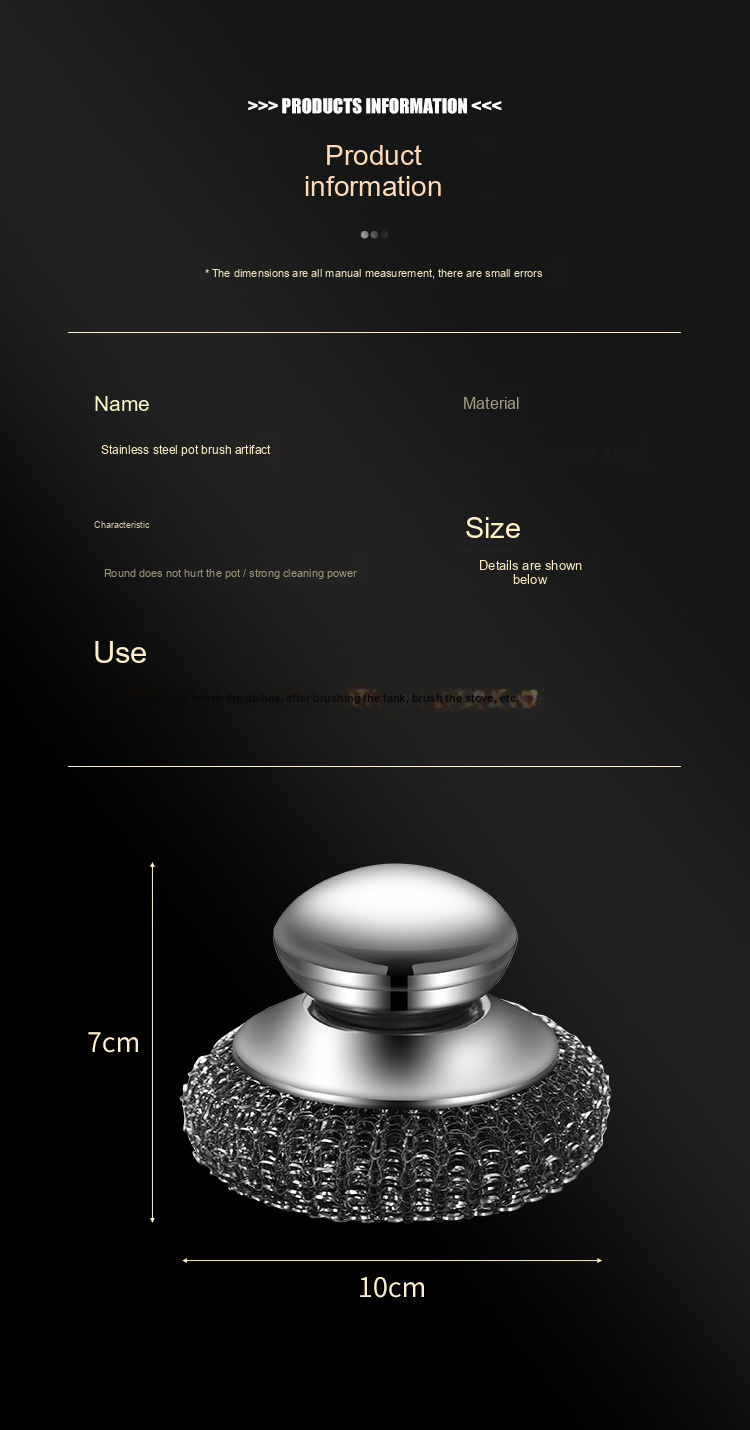 >>> PRODUCTS INFORMATION <<<
Product
information
* The dimensions are all manual measurement, there are small errors
Name
Material
Stainless steel pot brush artifact
Characteristic
Size
Round does not hurt the pot / strong cleaning power
Details are shown
below
Use
brush the dishes, after brushing the tank, brush the stove, etc.
7cm
10cm